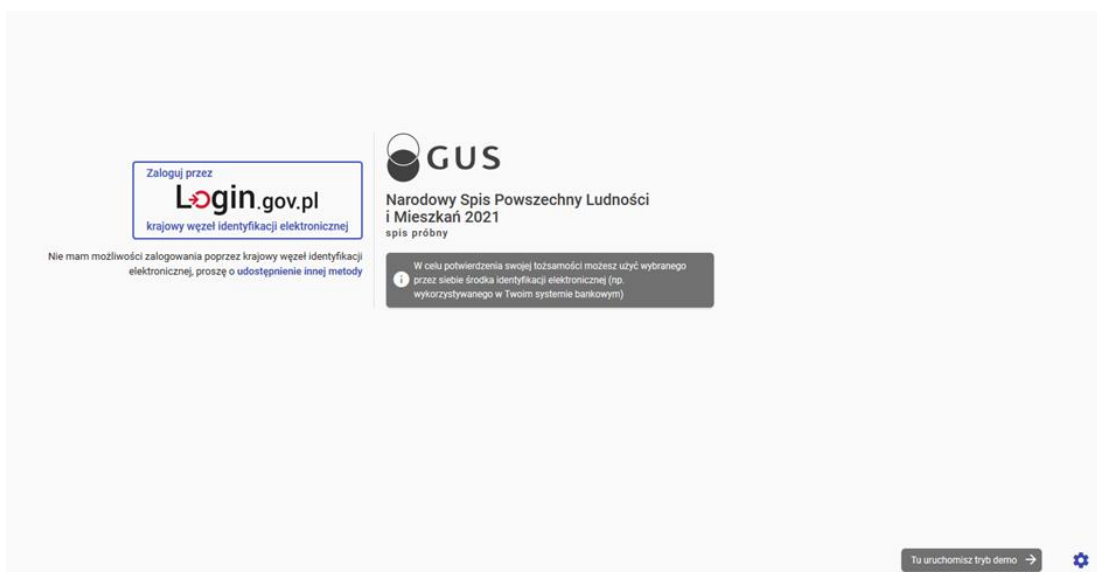 Zaloguj przez
Login.gov.pl
krajowy węzeł identyfikacji elektronicznej
Nie mam możliwości zalogowania poprzez krajowy węzeł identyfikacji
elektronicznej, proszę o udostępnienie innej metody
GUS
Narodowy Spis Powszechny Ludności
i Mieszkań 2021
spis próbny
W celu potwierdzenia swojej tożsamości możesz użyć wybranego
przez siebie środka identyfikacji elektronicznej (np.
wykorzystywanego w Twoim systemie bankowym)
Tu uruchomisz tryb demo